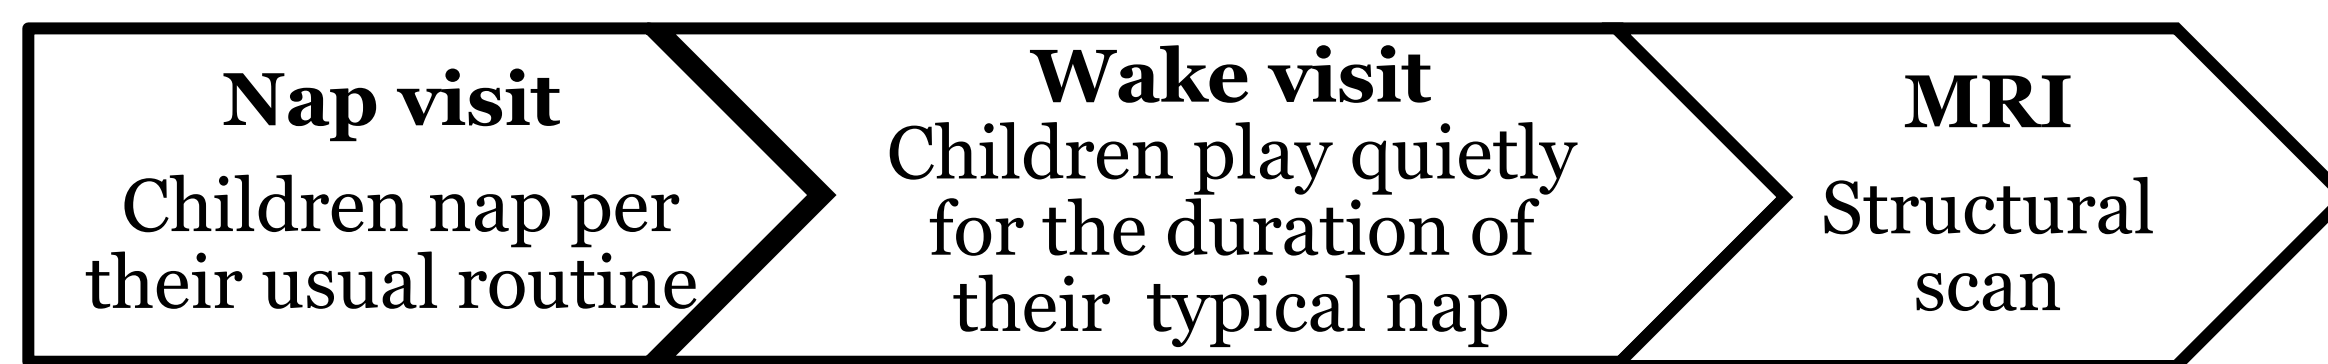 Nap visit
Children nap per
their usual routine
Wake visit
Children play quietly
for the duration of
their typical nap
MRI
Structural
scan